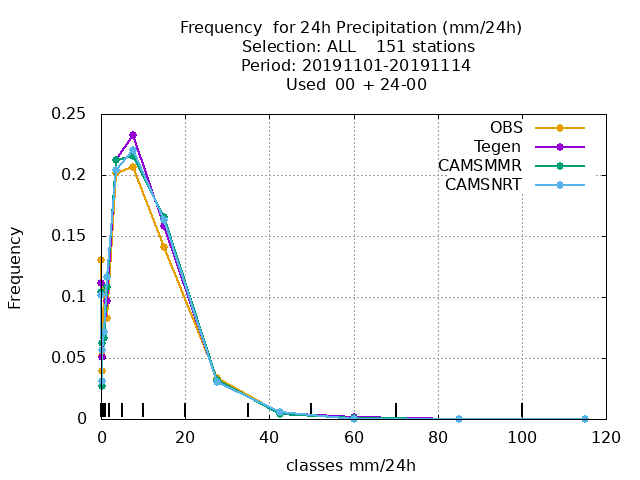 Frequency  for 24h Precipitation (mm/24h)
Selection: ALL    151 stations
Period: 20191101-20191114
Used  00 + 24-00
0.25
0.2
0.15
0.1
0.05
0
Frequency
OBS
Tegen
CAMSMMR
CAMSNRT
0 20 40 60 80 100 120
classes mm/24h